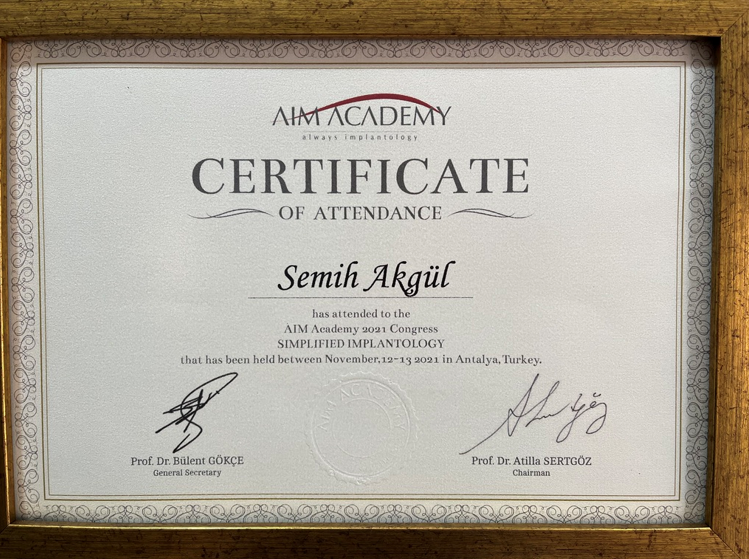 AIM ACADEMY
always implantology
CERTIFICATE
OF ATTENDANCE
Semih Akgül
has attended to the
AIM Academy 2021 Congress
SIMPLIFIED IMPLANTOLOGY
that has been held between November,12-13 2021 in Antalya,Turkey.
Prof. Dr. Bülent GÖKÇE
General Secretary
Prof. Dr. Atilla SERTGÖZ
Chairman